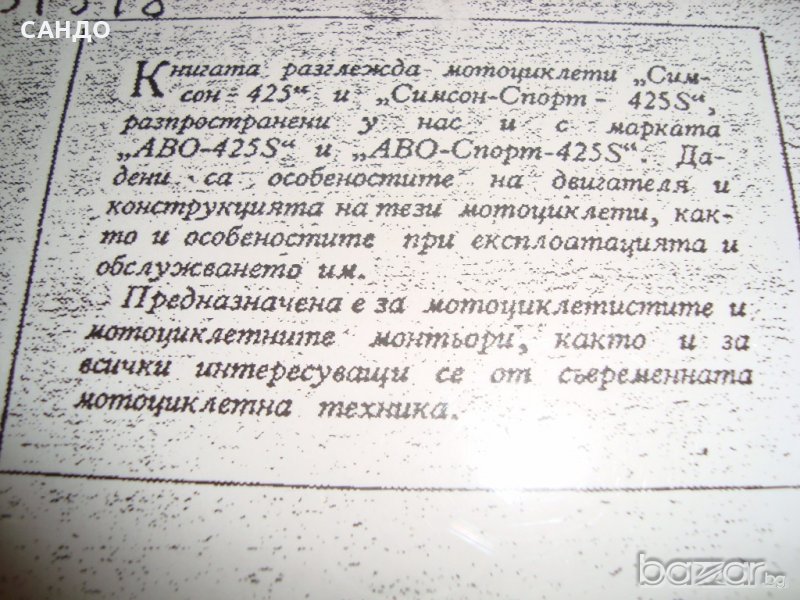 САНДО
Книгата разглежда мотоциклети „Сим-
сон - 425“ и „Симсон-Спорт - 425S“,
разпространени у нас и с марката
„АВО-425S“ и „АВО-Спорт-425S“. Да-
дени са особеностите на двигателя и
конструкцията на тези мотоциклети, как-
то и особеностите при експлоатацията и
обслужването им.
Предназначена е за мотоциклетистите и
мотоциклетните монтьори, както и за
всички интересуващи се от съвременната
мотоциклетна техника.
bazar.bg